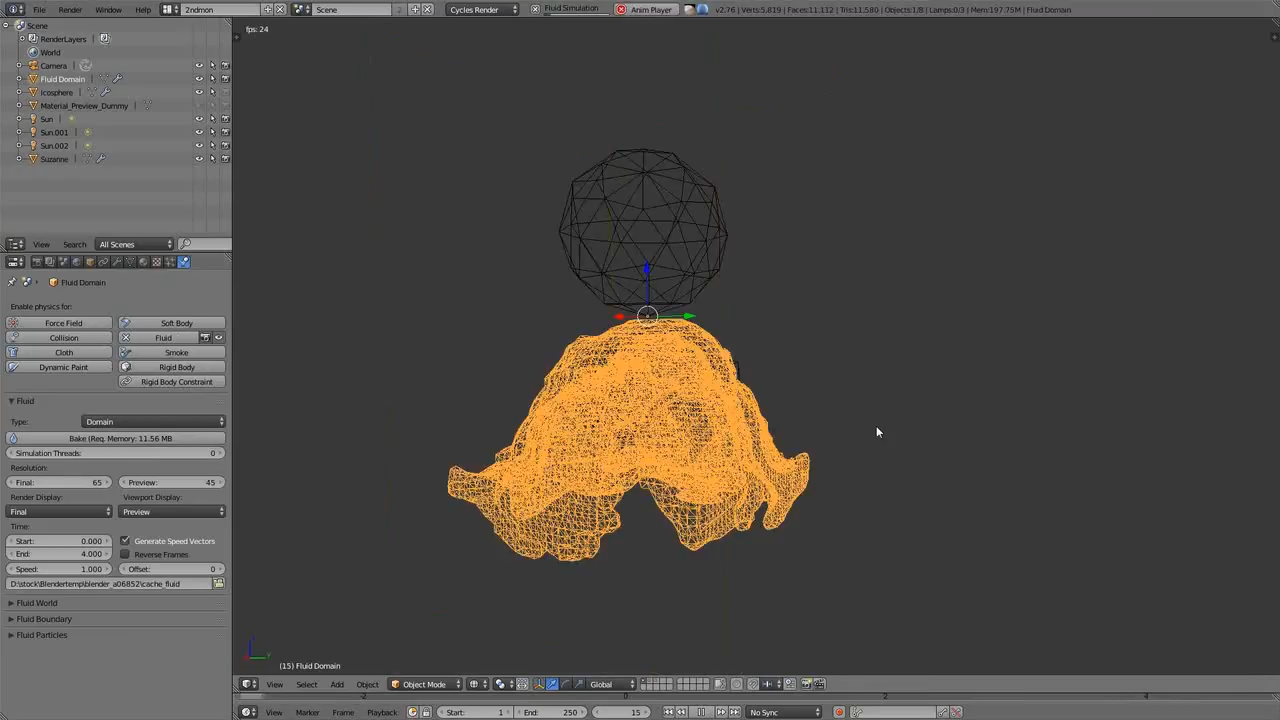 File Render Window Help 2ndmon Scene 2 Cycles Render Fluid Simulation Anim Player v2.76 | Verts:5,819 | Faces:11,112 | Tris:11,580 | Objects:1/8 | Lamps:0/3 | Mem:197.75M | Fluid Domain
Scene
RenderLayers
World
Camera
Fluid Domain
Icosphere
Material_Preview_Dummy
Sun
Sun.001
Sun.002
Suzanne
View Search All Scenes
Fluid Domain
Enable physics for:
Force Field Soft Body
Collision Fluid
Cloth Smoke
Dynamic Paint Rigid Body
Rigid Body Constraint
Fluid
Type: Domain
Bake (Req. Memory: 11.56 MB
Simulation Threads: 0
Resolution:
Final: 65 Preview: 45
Render Display: Viewport Display:
Final Preview
Time:
Start: 0.000 Generate Speed Vectors
End: 4.000 Reverse Frames
Speed: 1.000 Offset: 0
D:\stock\Blendertemp\blender_a06852\cache_fluid
Fluid World
Fluid Boundary
Fluid Particles
fps: 24
(15) Fluid Domain
View Select Add Object Object Mode Global
-2 0 2 4
View Marker Frame Playback Start: 1 End: 250 15 No Sync